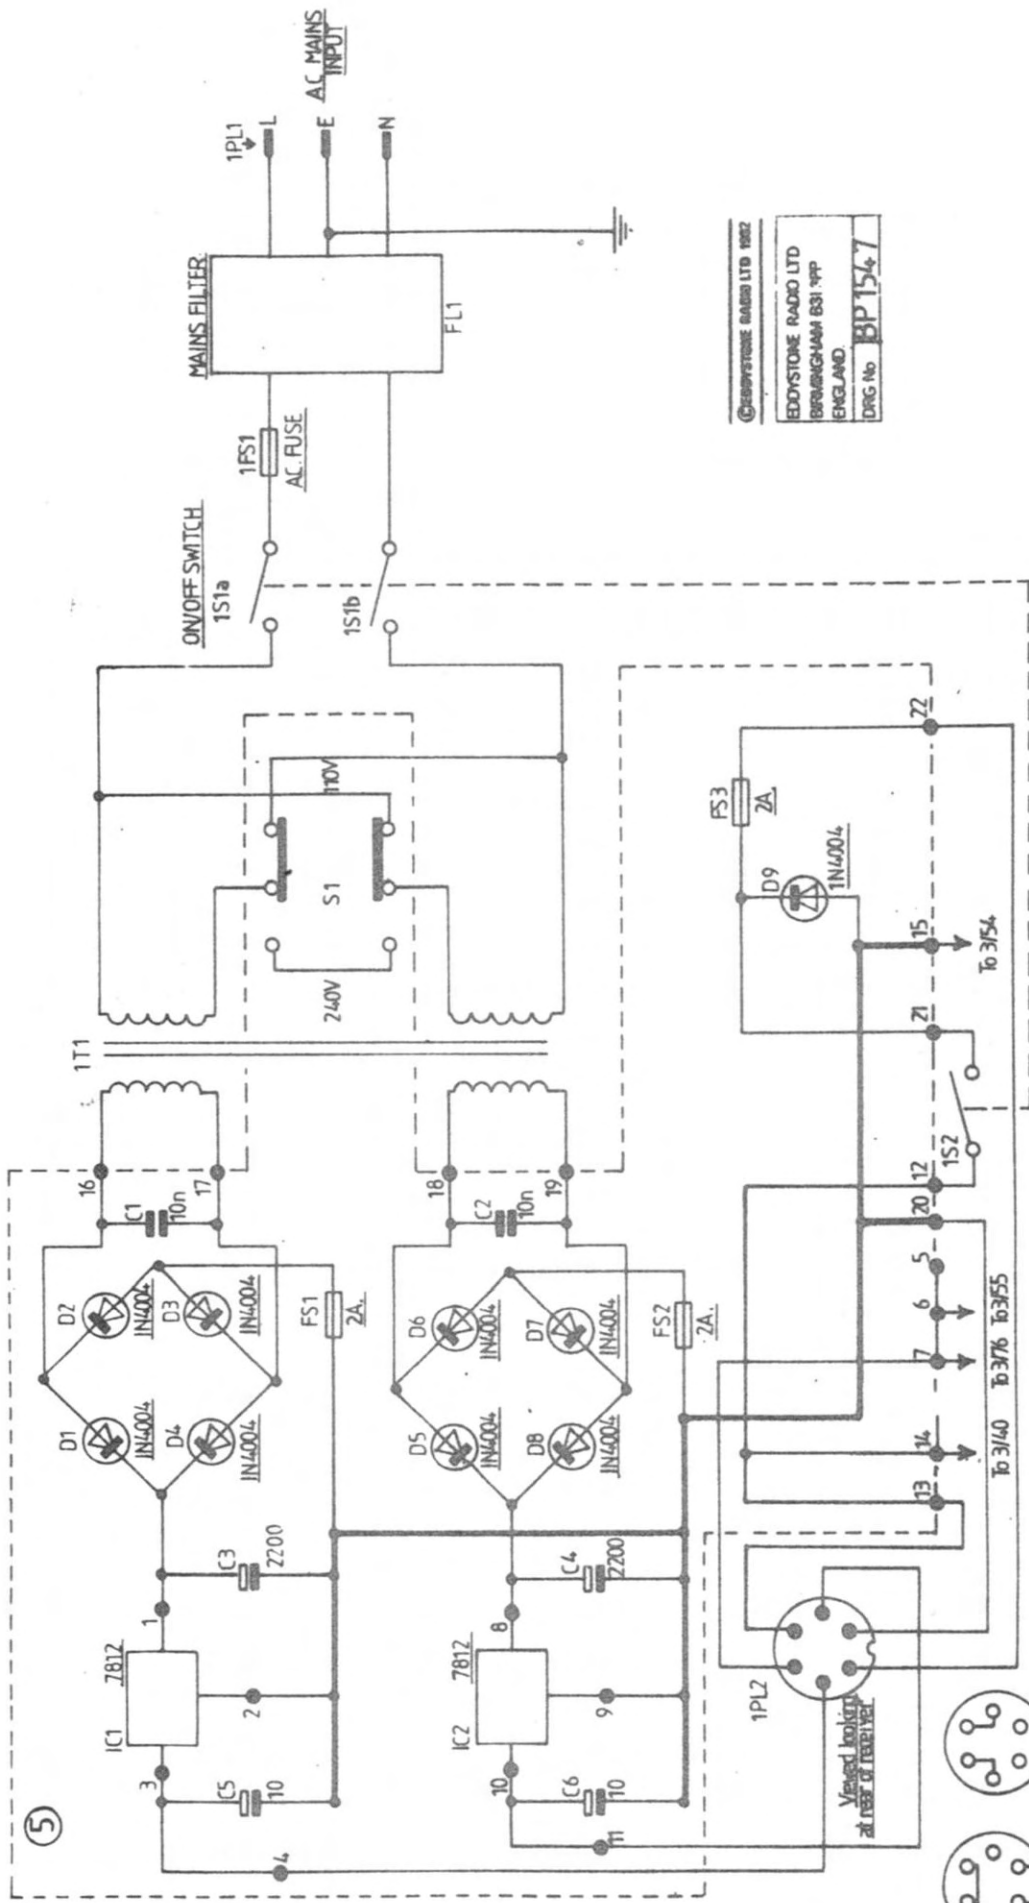 5
1T1
16
17
18
19
C1
10n
C2
10n
D1
1N4004
D2
1N4004
D3
1N4004
D4
1N4004
D5
1N4004
D6
1N4004
D7
1N4004
D8
1N4004
FS1
2A.
FS2
2A.
C3
2200
C4
2200
IC1
7812
1
2
3
4
IC2
7812
8
9
10
11
C5
10
C6
10
240V
S1
110V
ON/OFF SWITCH
1S1a
1S1b
1FS1
A.C. FUSE
MAINS FILTER
FL1
1PL1
L
E
N
A.C. MAINS
INPUT
FS3
2A.
D9
1N4004
22
15
To 3/54
21
1S2
12
20
5
6
To 3/55
7
To 3/76
14
To 3/40
13
1PL2
Viewed looking
at rear of receiver
©EDDYSTONE RADIO LTD 1982
EDDYSTONE RADIO LTD
BIRMINGHAM B31
ENGLAND
DRG No BP1547